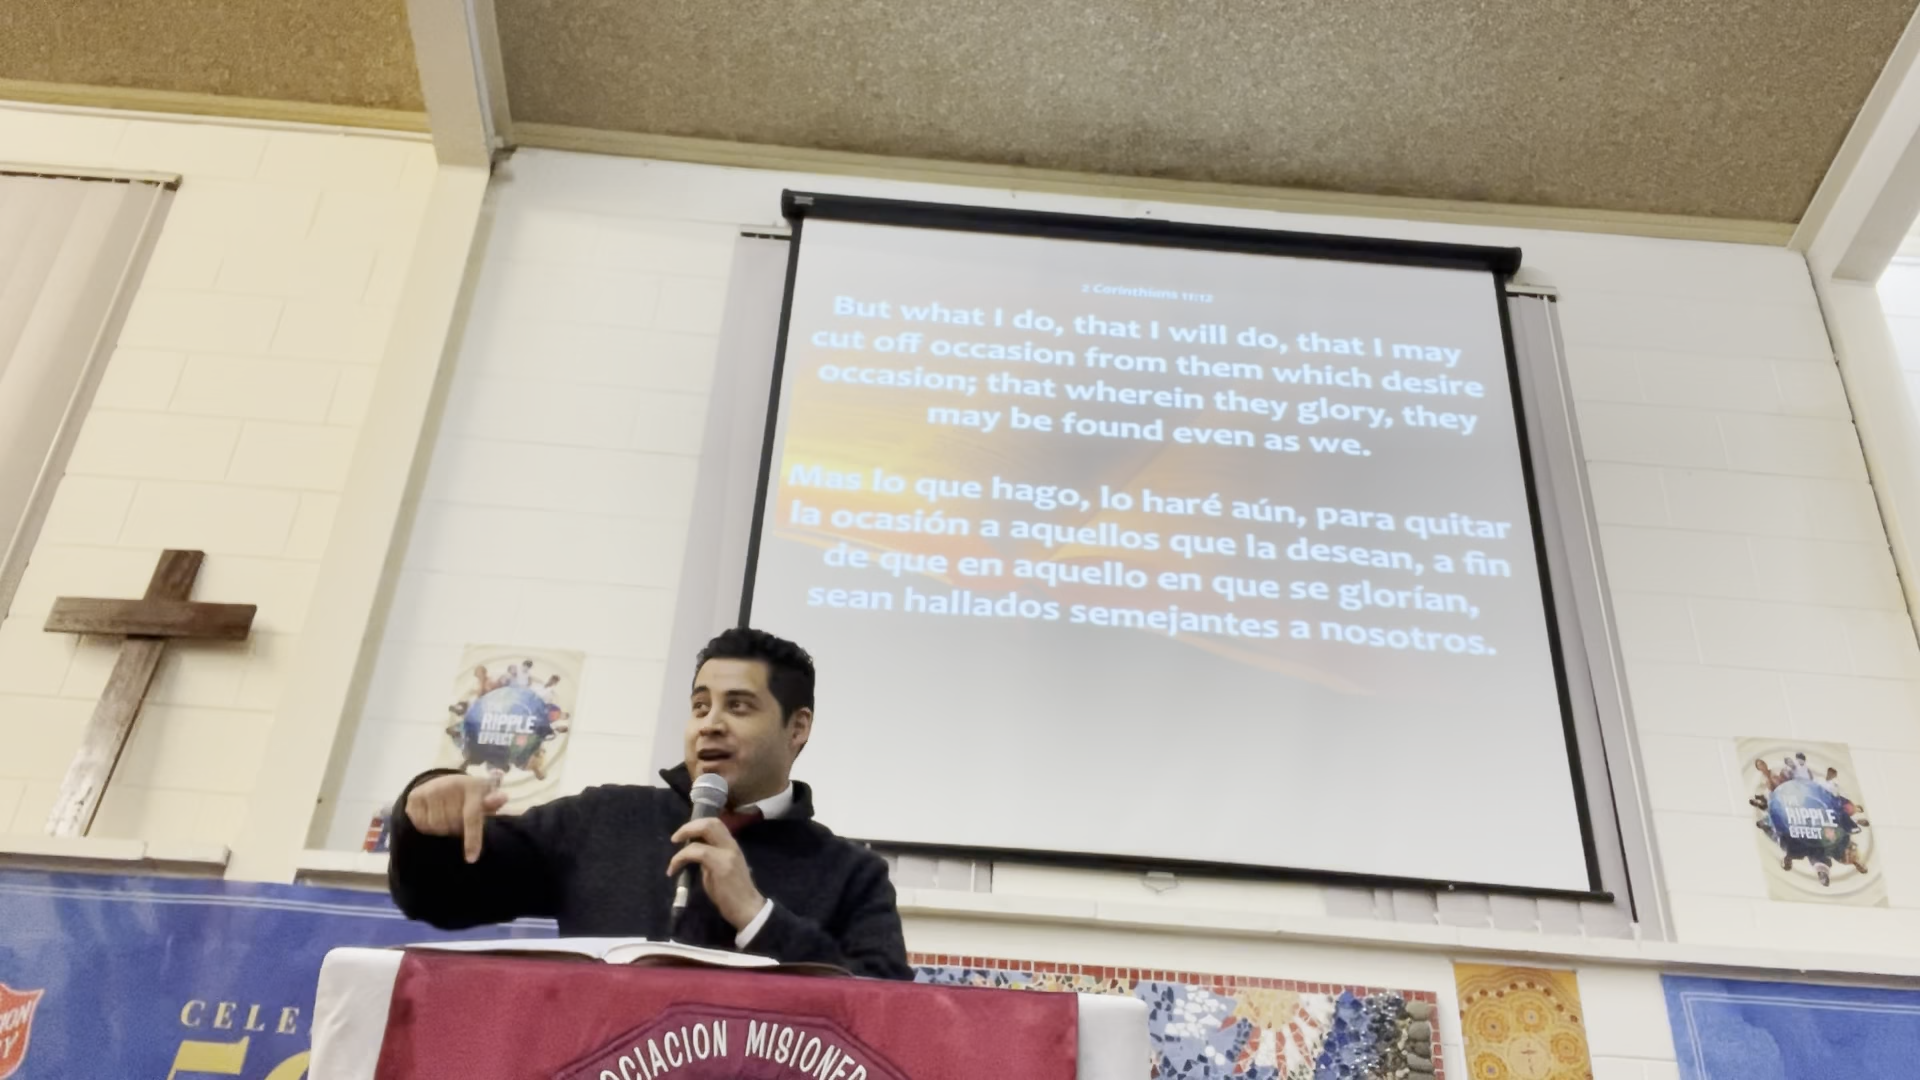 2 Corinthians 11:12
But what I do, that I will do, that I may
cut off occasion from them which desire
occasion; that wherein they glory, they
may be found even as we.
Mas lo que hago, lo haré aún, para quitar
la ocasión a aquellos que la desean, a fin
de que en aquello en que se glorían,
sean hallados semejantes a nosotros.
THE
RIPPLE
EFFECT
THE
RIPPLE
EFFECT
CELE
OCIACION MISIONE